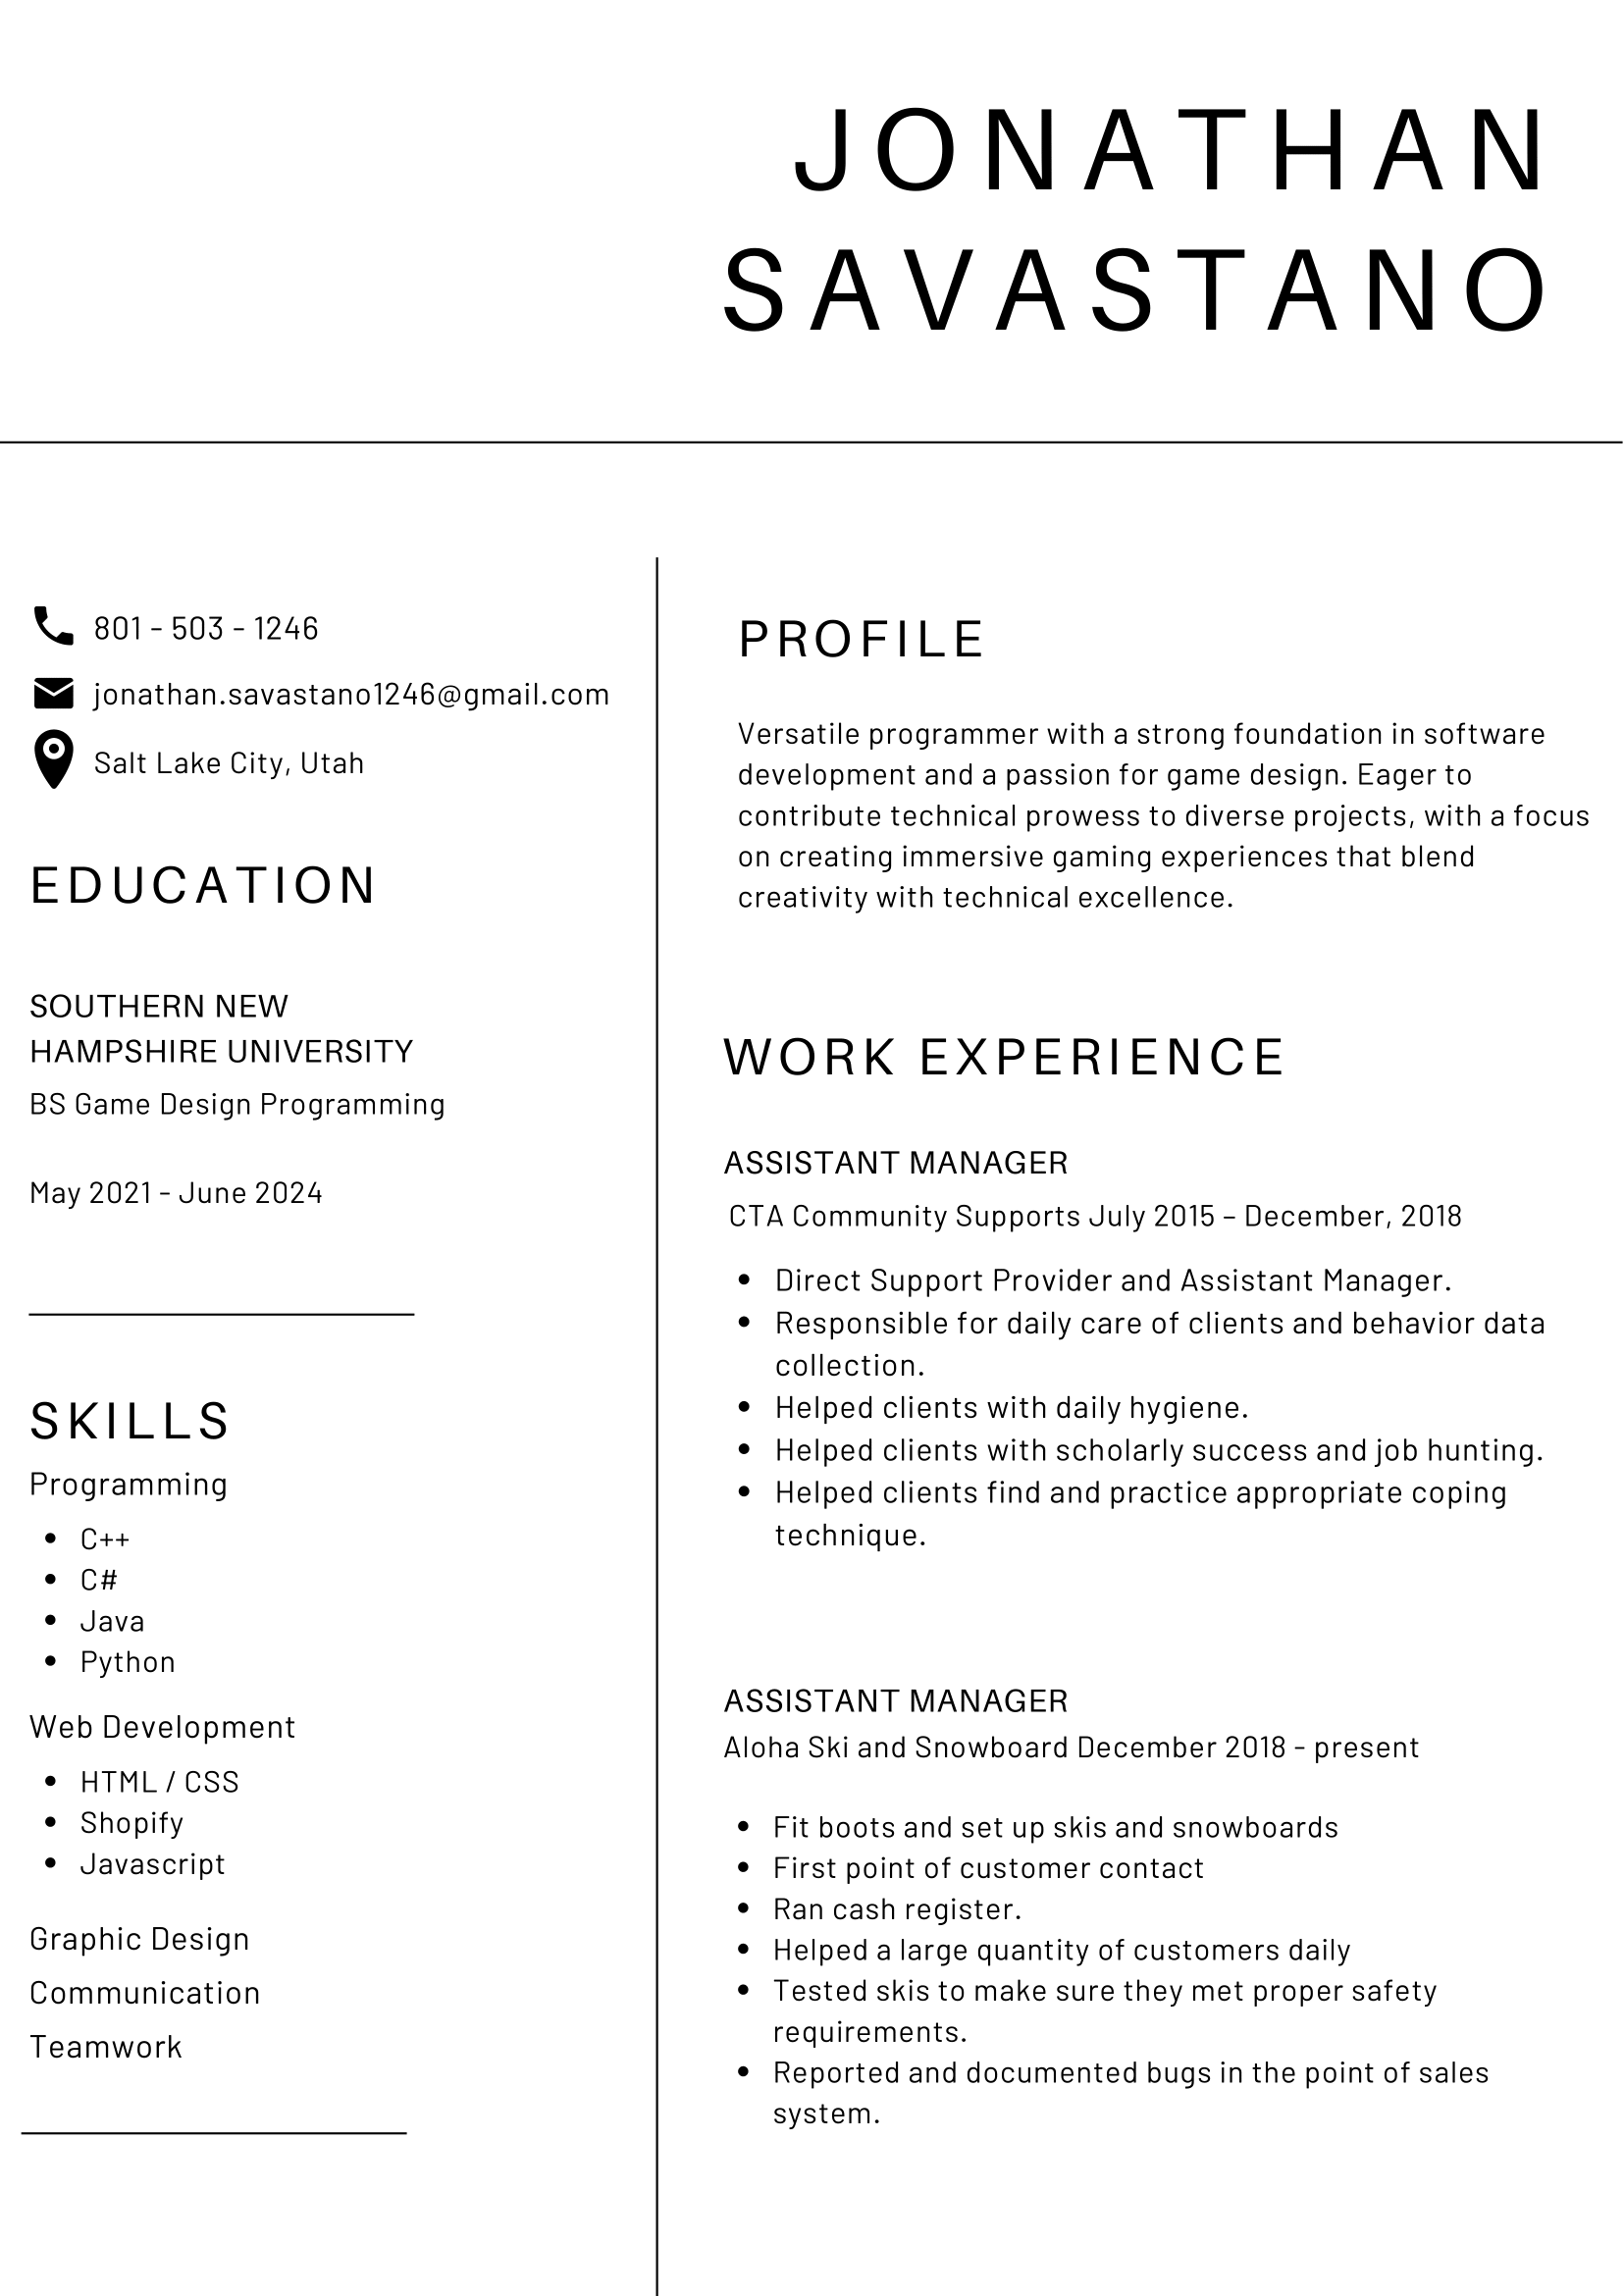 JONATHAN
SAVASTANO
801 - 503 - 1246
jonathan.savastano1246@gmail.com
Salt Lake City, Utah
EDUCATION
SOUTHERN NEW
HAMPSHIRE UNIVERSITY
BS Game Design Programming
May 2021 - June 2024
SKILLS
Programming
• C++
• C#
• Java
• Python
Web Development
• HTML / CSS
• Shopify
• Javascript
Graphic Design
Communication
Teamwork
PROFILE
Versatile programmer with a strong foundation in software
development and a passion for game design. Eager to
contribute technical prowess to diverse projects, with a focus
on creating immersive gaming experiences that blend
creativity with technical excellence.
WORK EXPERIENCE
ASSISTANT MANAGER
CTA Community Supports July 2015 – December, 2018
• Direct Support Provider and Assistant Manager.
• Responsible for daily care of clients and behavior data
collection.
• Helped clients with daily hygiene.
• Helped clients with scholarly success and job hunting.
• Helped clients find and practice appropriate coping
technique.
ASSISTANT MANAGER
Aloha Ski and Snowboard December 2018 - present
• Fit boots and set up skis and snowboards
• First point of customer contact
• Ran cash register.
• Helped a large quantity of customers daily
• Tested skis to make sure they met proper safety
requirements.
• Reported and documented bugs in the point of sales
system.